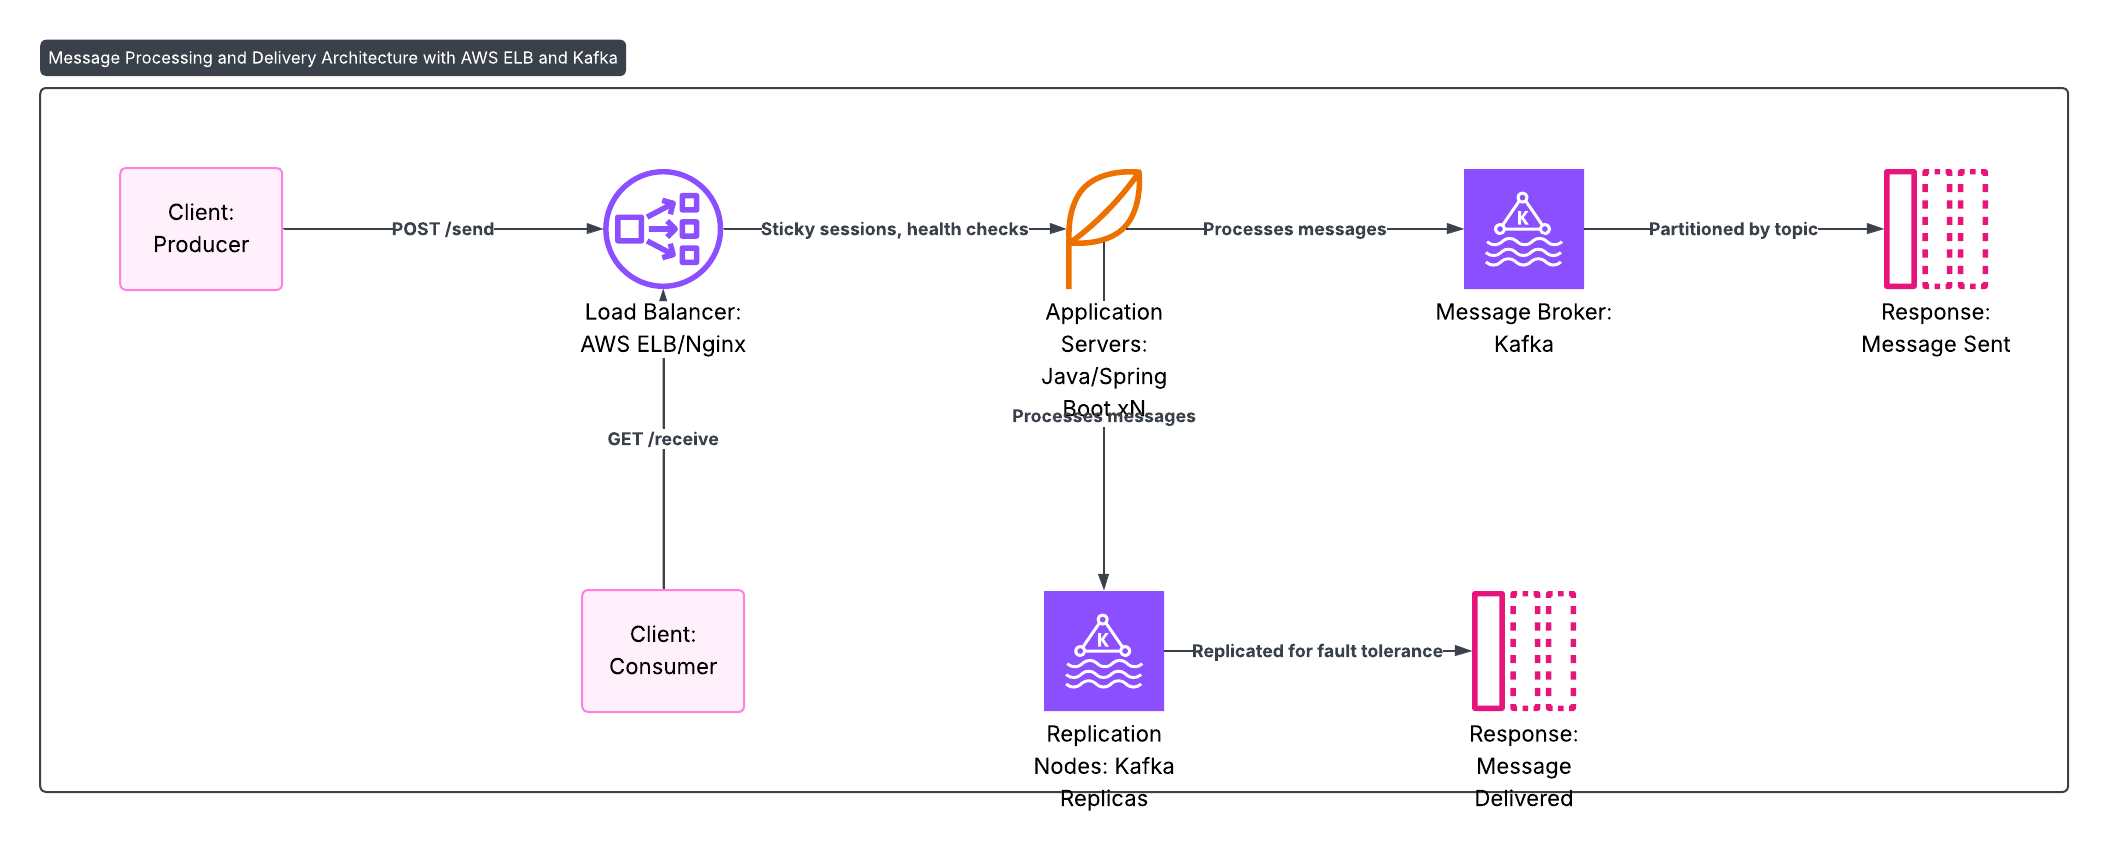 Message Processing and Delivery Architecture with AWS ELB and Kafka
Client:
Producer
POST /send
Load Balancer:
AWS ELB/Nginx
Sticky sessions, health checks
Application
Servers:
Java/Spring
Boot xN
Processes messages
Message Broker:
Kafka
Partitioned by topic
Response:
Message Sent
GET /receive
Client:
Consumer
Processes messages
K
Replication
Nodes: Kafka
Replicas
K
Replicated for fault tolerance
Response:
Message
Delivered